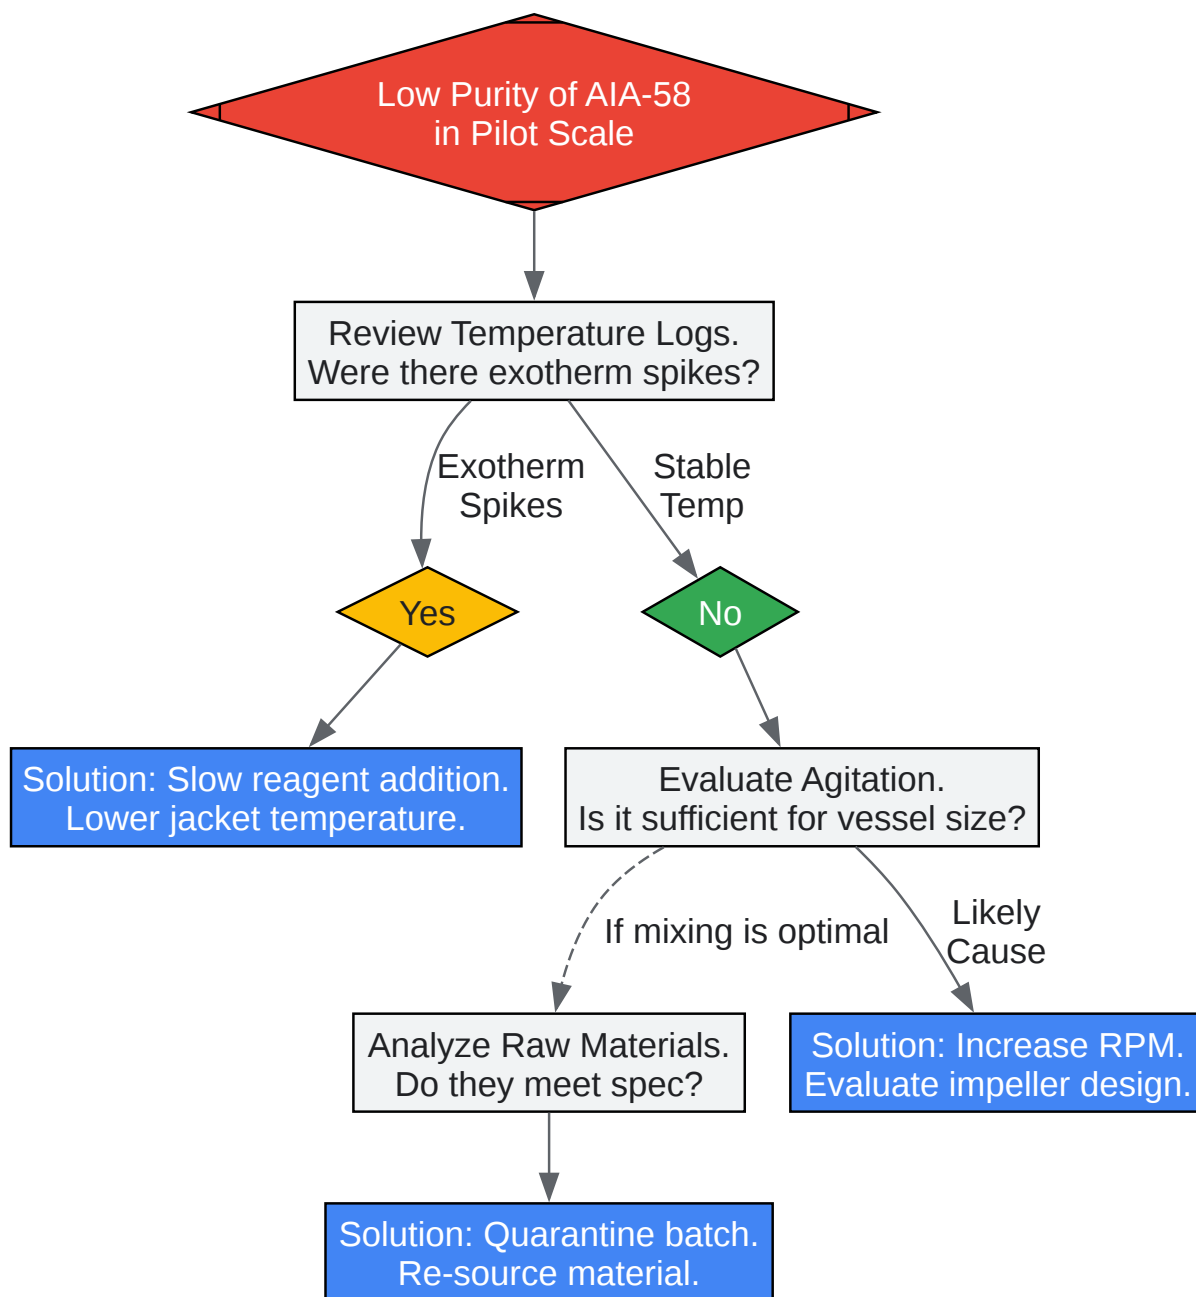 Low Purity of AIA-58
in Pilot Scale
Review Temperature Logs.
Were there exotherm spikes?
Exotherm
Spikes
Stable
Temp
Yes
No
Solution: Slow reagent addition.
Lower jacket temperature.
Evaluate Agitation.
Is it sufficient for vessel size?
If mixing is optimal
Likely
Cause
Analyze Raw Materials.
Do they meet spec?
Solution: Increase RPM.
Evaluate impeller design.
Solution: Quarantine batch.
Re-source material.